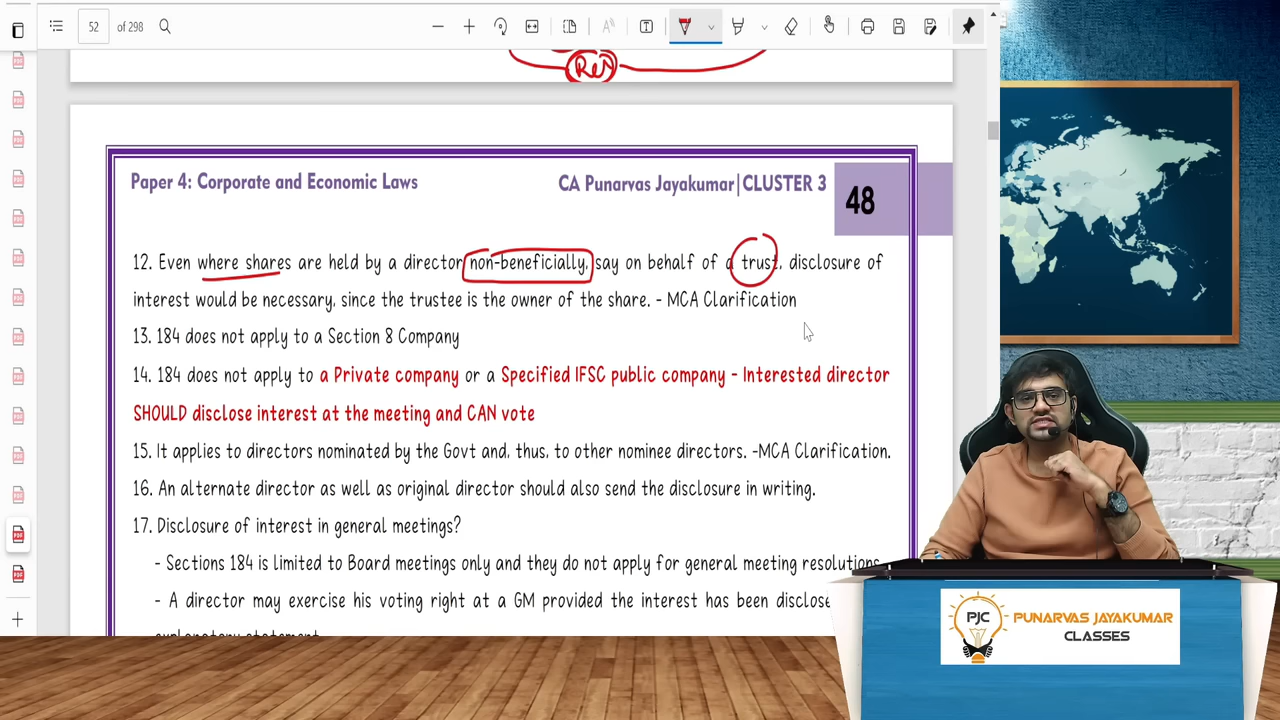 52 of 298
Rel
Paper 4: Corporate and Economic Laws
CA Punarvas Jayakumar|CLUSTER 3
48
12. Even where shares are held by a director non-beneficially, say on behalf of a trust, disclosure of
interest would be necessary, since the trustee is the owner of the share. - MCA Clarification
13. 184 does not apply to a Section 8 Company
14. 184 does not apply to a Private company or a Specified IFSC public company - Interested director
SHOULD disclose interest at the meeting and CAN vote
15. It applies to directors nominated by the Govt and, thus, to other nominee directors. -MCA Clarification.
16. An alternate director as well as original director should also send the disclosure in writing.
17. Disclosure of interest in general meetings?
- Sections 184 is limited to Board meetings only and they do not apply for general meeting resolutions
- A director may exercise his voting right at a GM provided the interest has been disclose
explanatory statement
PJC
PUNARVAS JAYAKUMAR
CLASSES